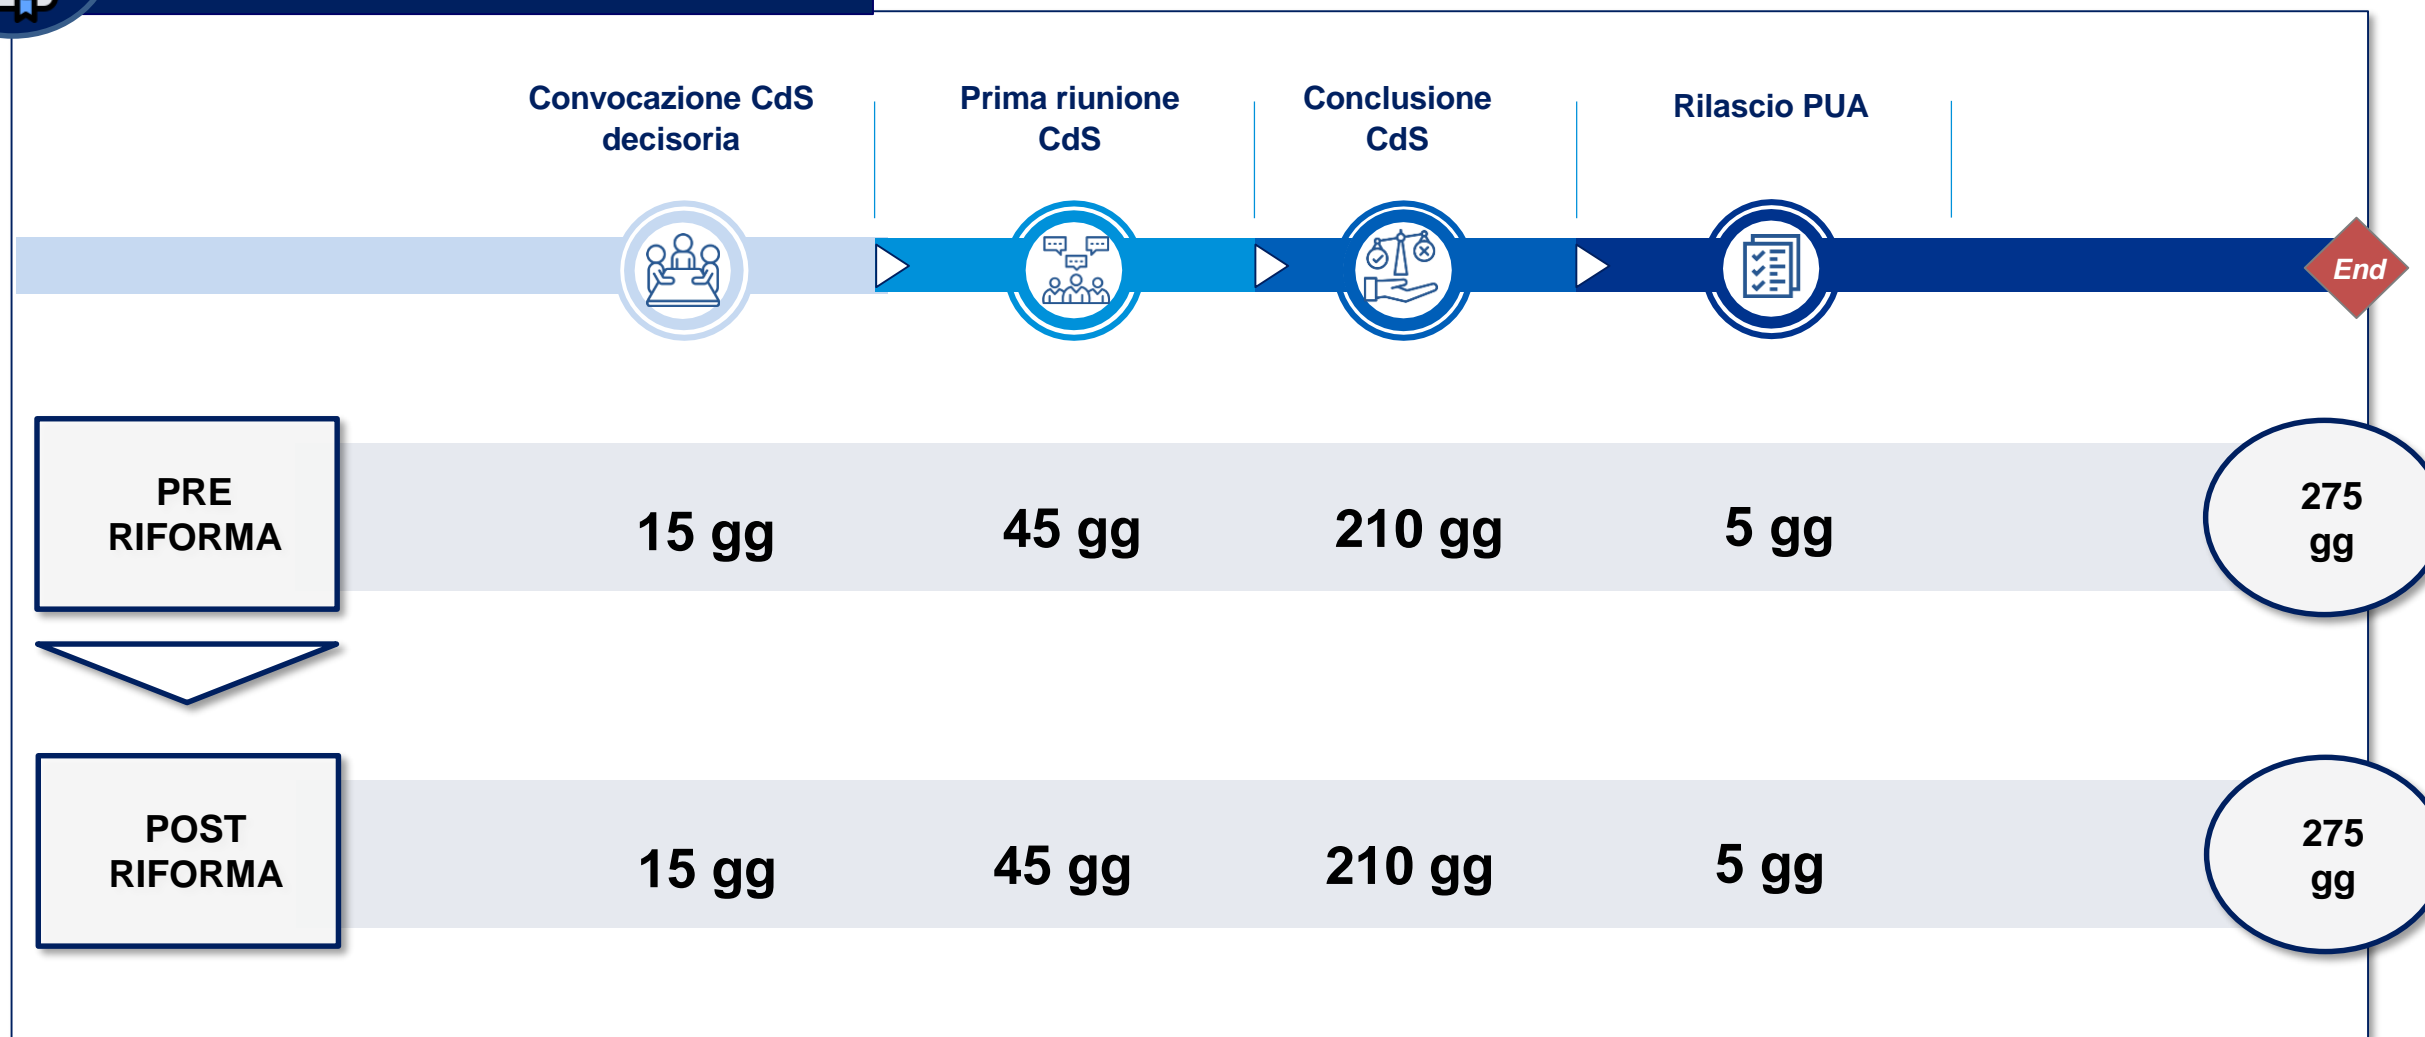 Convocazione CdS
decisoria
Prima riunione
CdS
Conclusione
CdS
Rilascio PUA
End
PRE
RIFORMA
15 gg
45 gg
210 gg
5 gg
275
gg
POST
RIFORMA
15 gg
45 gg
210 gg
5 gg
275
gg